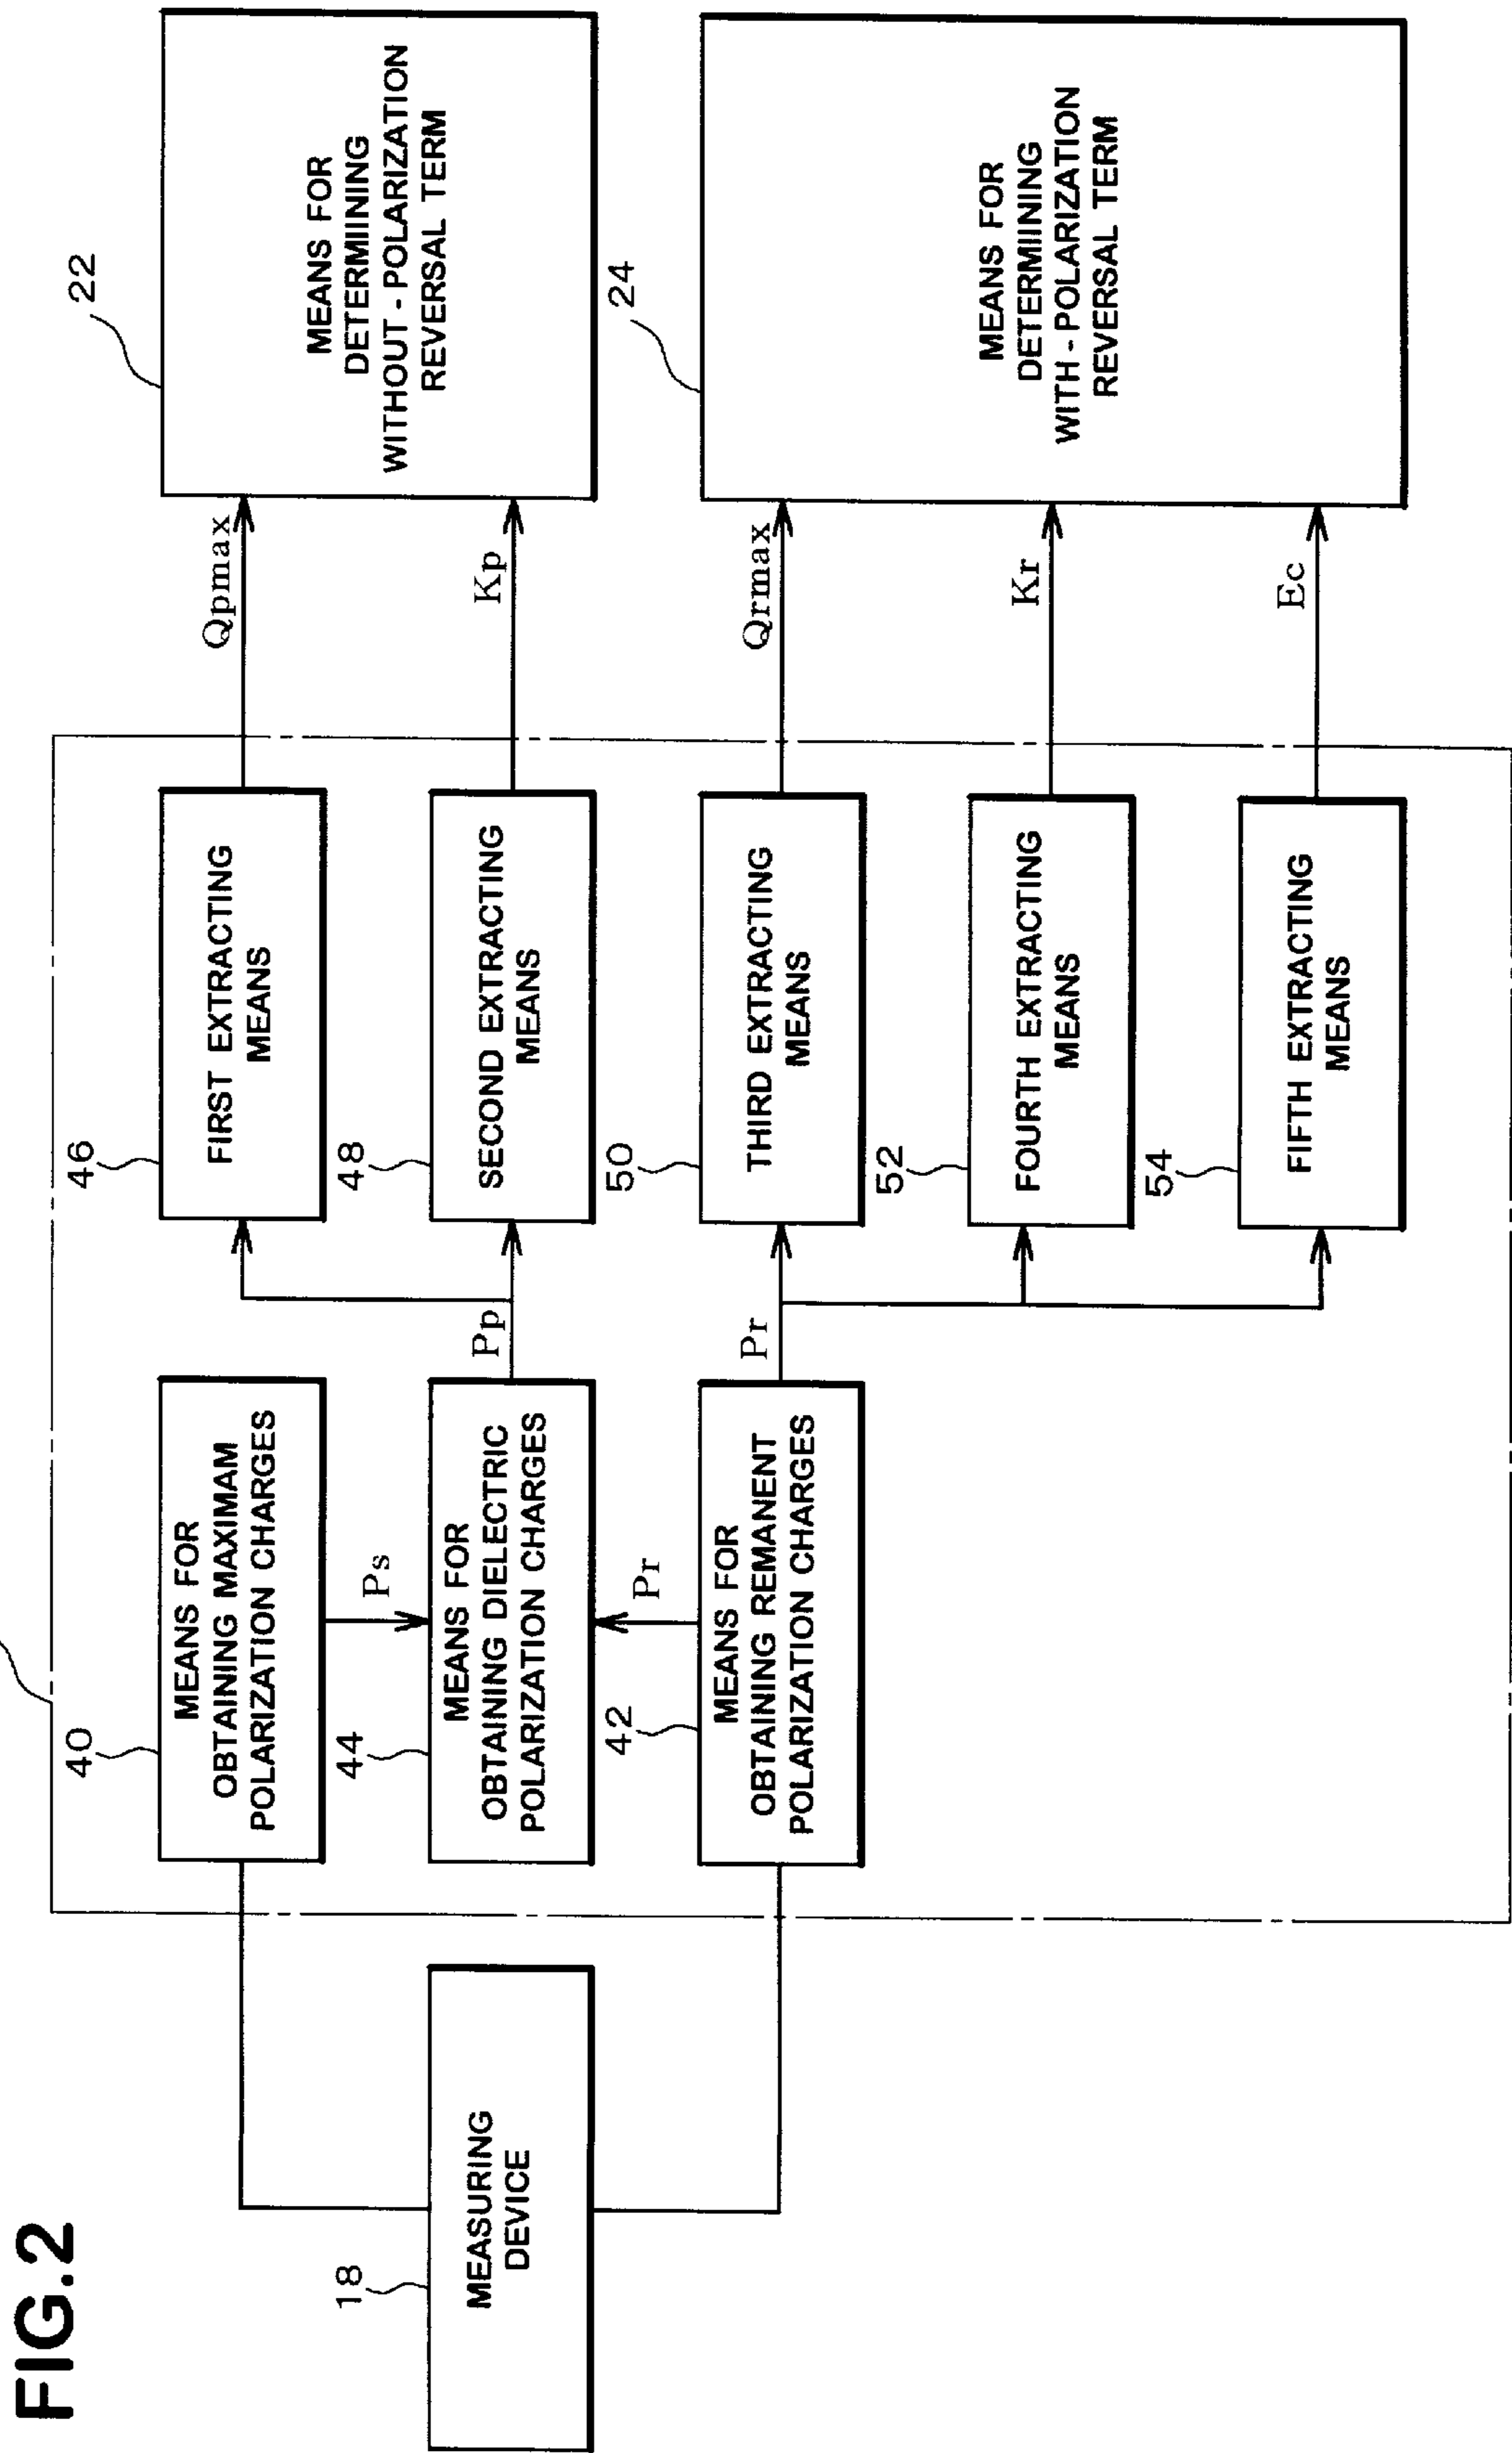 FIG.2
18
MEASURING
DEVICE
40
MEANS FOR
OBTAINING MAXIMAM
POLARIZATION CHARGES
Ps
44
MEANS FOR
OBTAINING DIELECTRIC
POLARIZATION CHARGES
Pr
42
MEANS FOR
OBTAINING REMANENT
POLARIZATION CHARGES
Pp
Pr
46
FIRST EXTRACTING
MEANS
48
SECOND EXTRACTING
MEANS
50
THIRD EXTRACTING
MEANS
52
FOURTH EXTRACTING
MEANS
54
FIFTH EXTRACTING
MEANS
Qpmax
Kp
Qrmax
Kr
Ec
22
MEANS FOR
DETERMIINING
WITHOUT - POLARIZATION
REVERSAL TERM
24
MEANS FOR
DETERMIINING
WITH - POLARIZATION
REVERSAL TERM